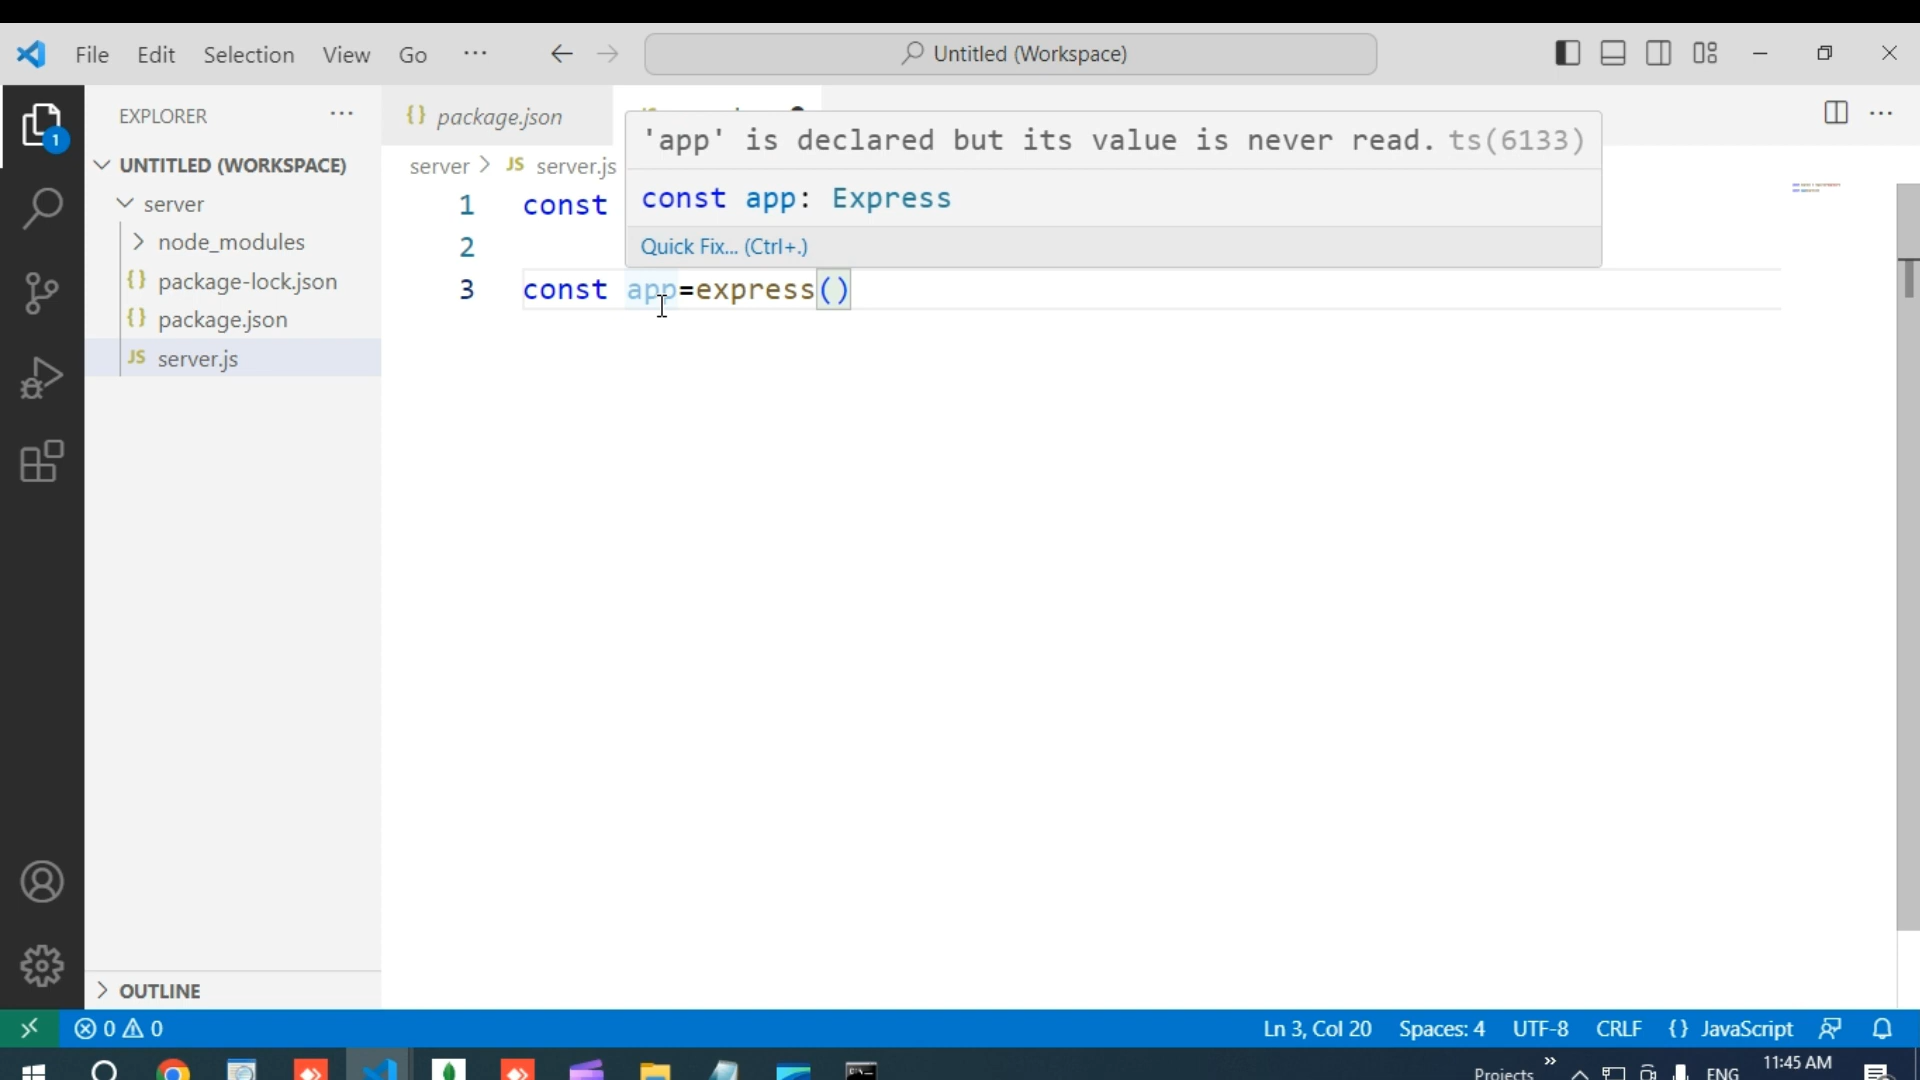 File Edit Selection View Go ··· Untitled (Workspace)
EXPLORER ···
1
UNTITLED (WORKSPACE)
server
node_modules
{} package-lock.json
{} package.json
JS server.js
OUTLINE
{} package.json
server > JS server.js
'app' is declared but its value is never read. ts(6133)
const app: Express
Quick Fix... (Ctrl+.)
1 const
2
3 const app=express()
0 0
Ln 3, Col 20 Spaces: 4 UTF-8 CRLF {} JavaScript
Projects » ENG 11:45 AM